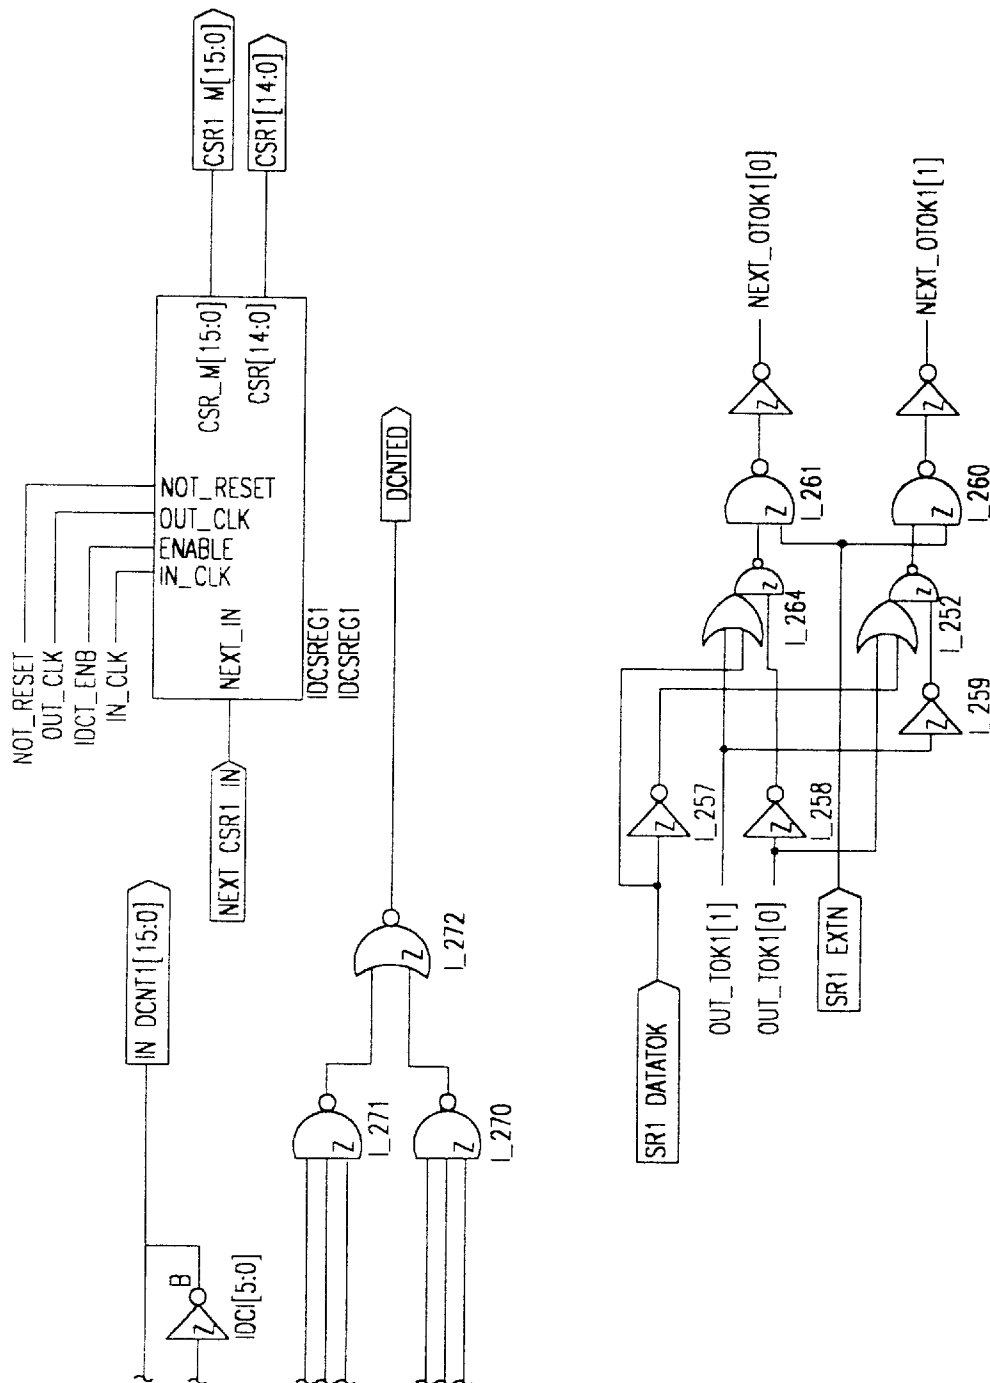 NOT_RESET
OUT_CLK
IDCT_ENB
IN_CLK
NOT_RESET
OUT_CLK
ENABLE
IN_CLK
NEXT_IN
CSR_M[15:0]
CSR[14:0]
IDCSREG1
IDCSREG1
CSR1 M[15:0]
CSR1[14:0]
NEXT CSR1 IN
IN DCNT1[15:0]
B
Z
IDCI[5:0]
Z
I_271
Z
I_270
Z
I_272
DCNTED
SR1 DATATOK
OUT_TOK1[1]
OUT_TOK1[0]
SR1 EXTN
Z
I_257
Z
I_258
Z
I_259
Z
I_264
Z
I_252
Z
I_261
Z
I_260
Z
NEXT_OTOK1[0]
Z
NEXT_OTOK1[1]